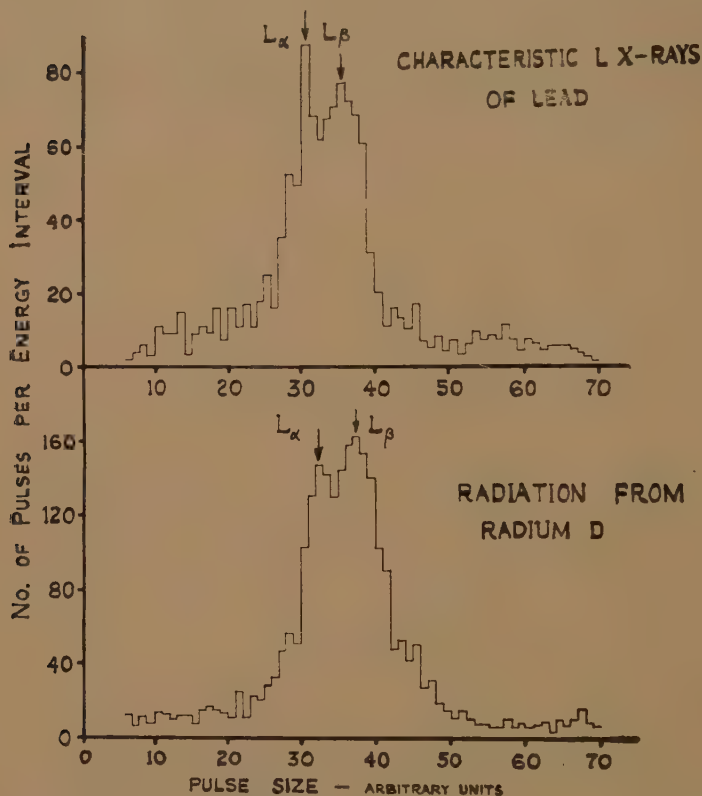 Lα Lβ
CHARACTERISTIC L X-RAYS
OF LEAD
No. OF PULSES PER ENERGY INTERVAL
80
60
40
20
0
10 20 30 40 50 60 70
Lα Lβ
RADIATION FROM
RADIUM D
160
120
80
40
0
0 10 20 30 40 50 60 70
PULSE SIZE — ARBITRARY UNITS